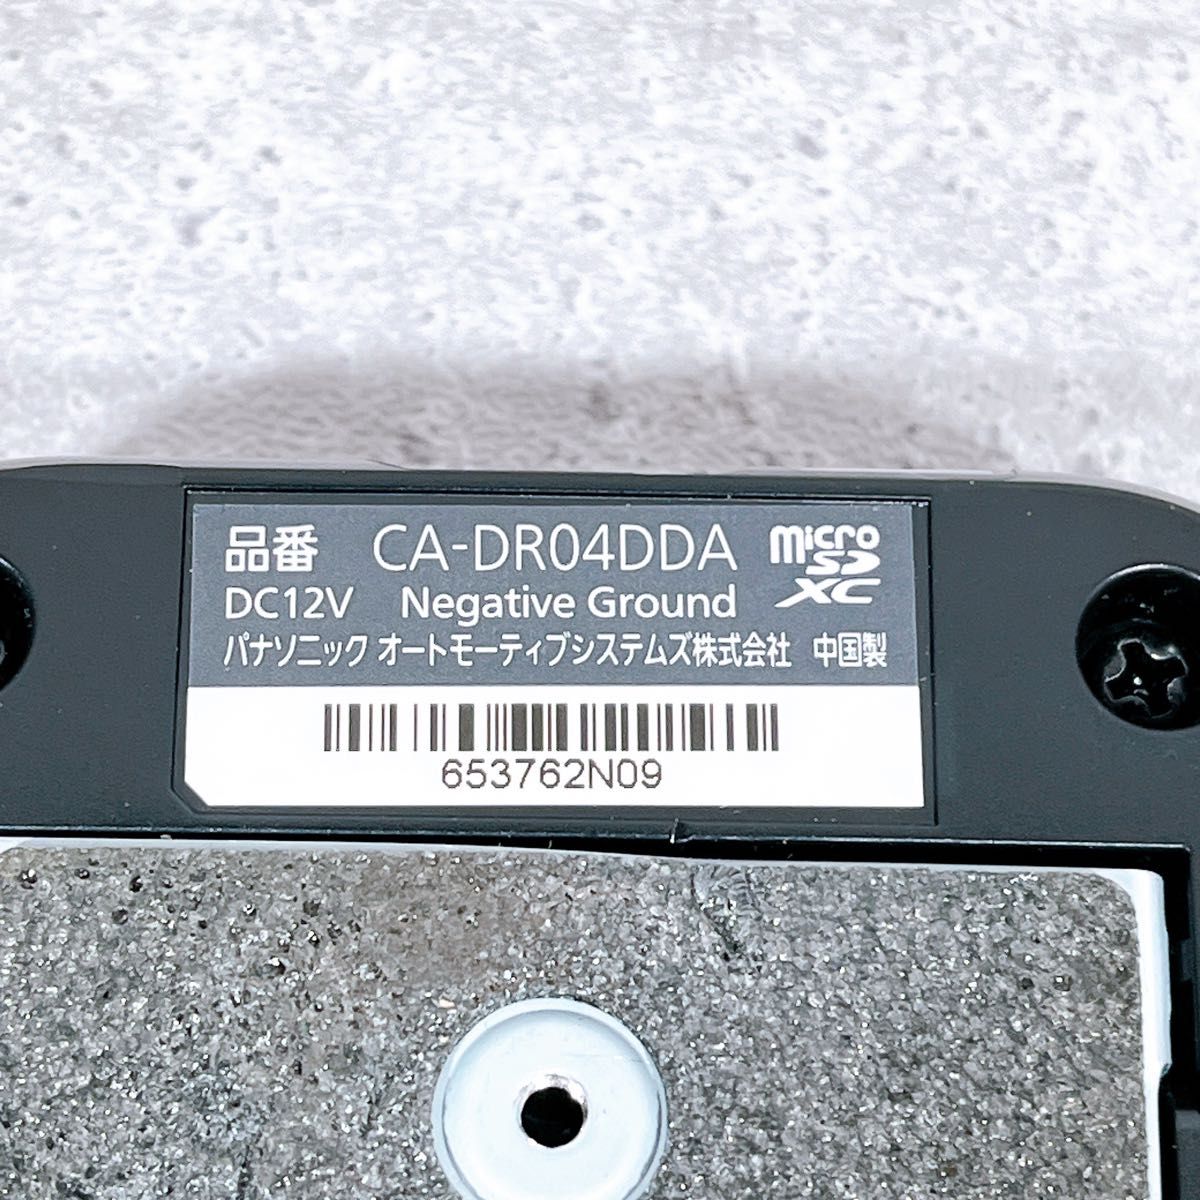 品番 CA-DR04DDA micro SD XC
DC12V Negative Ground
パナソニック オートモーティブシステムズ株式会社 中国製
653762N09